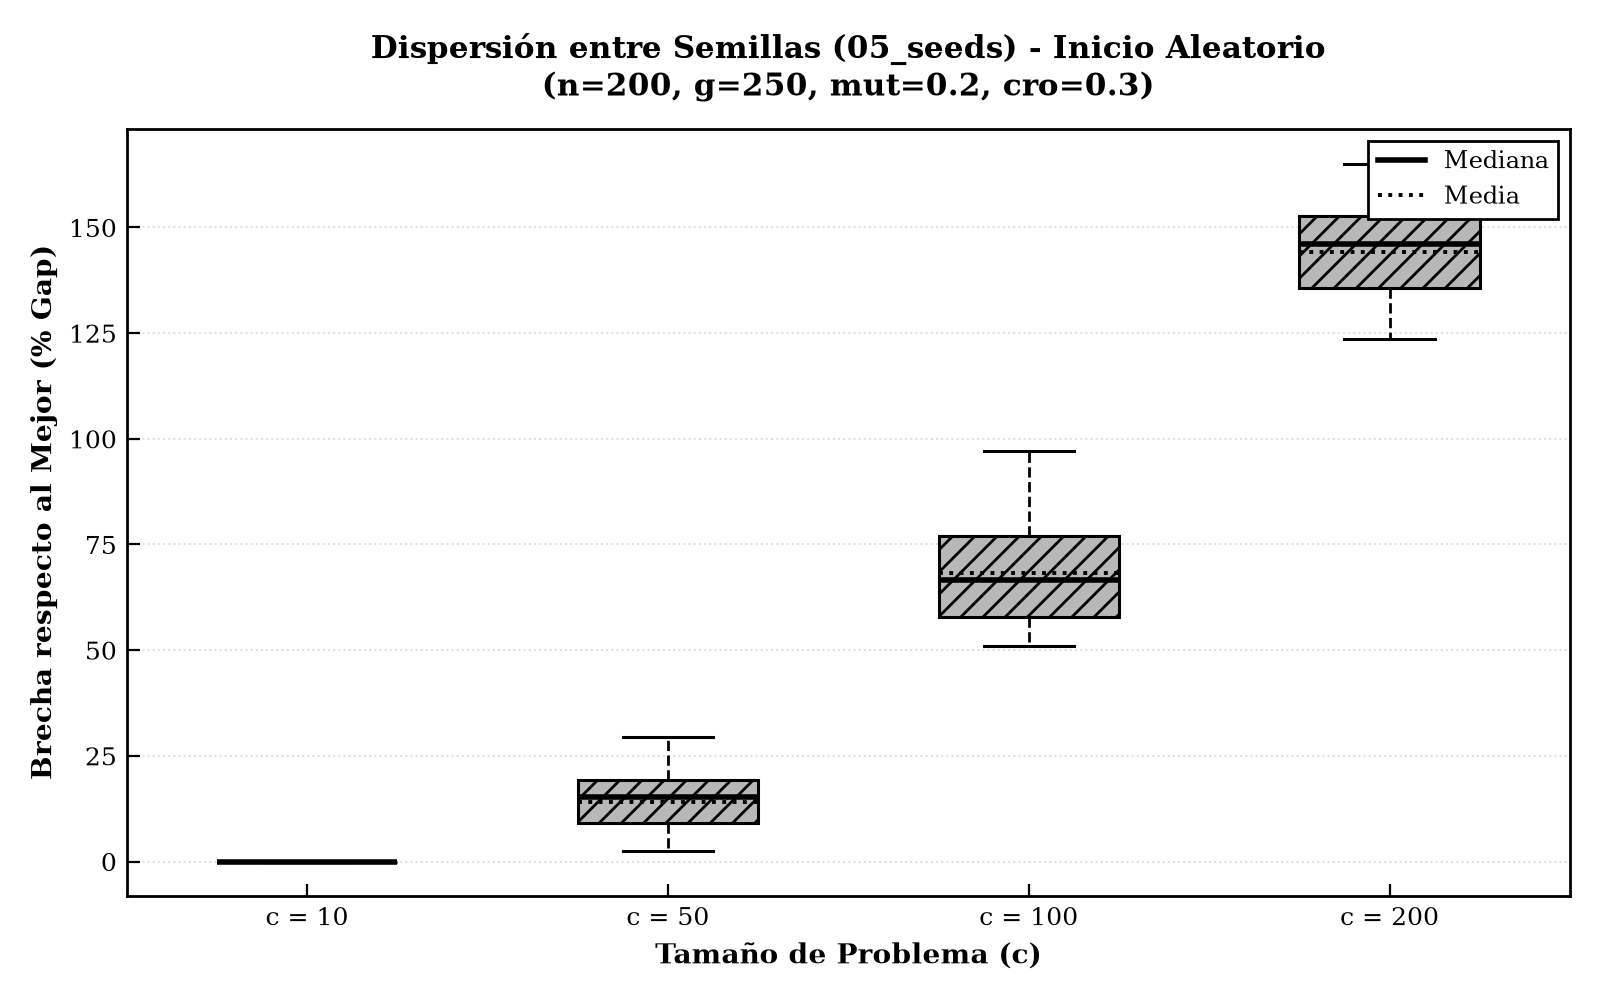 Dispersión entre Semillas (05_seeds) - Inicio Aleatorio
(n=200, g=250, mut=0.2, cro=0.3)
Mediana
Media
Brecha respecto al Mejor (% Gap)
150
125
100
75
50
25
0
c = 10
c = 50
c = 100
c = 200
Tamaño de Problema (c)